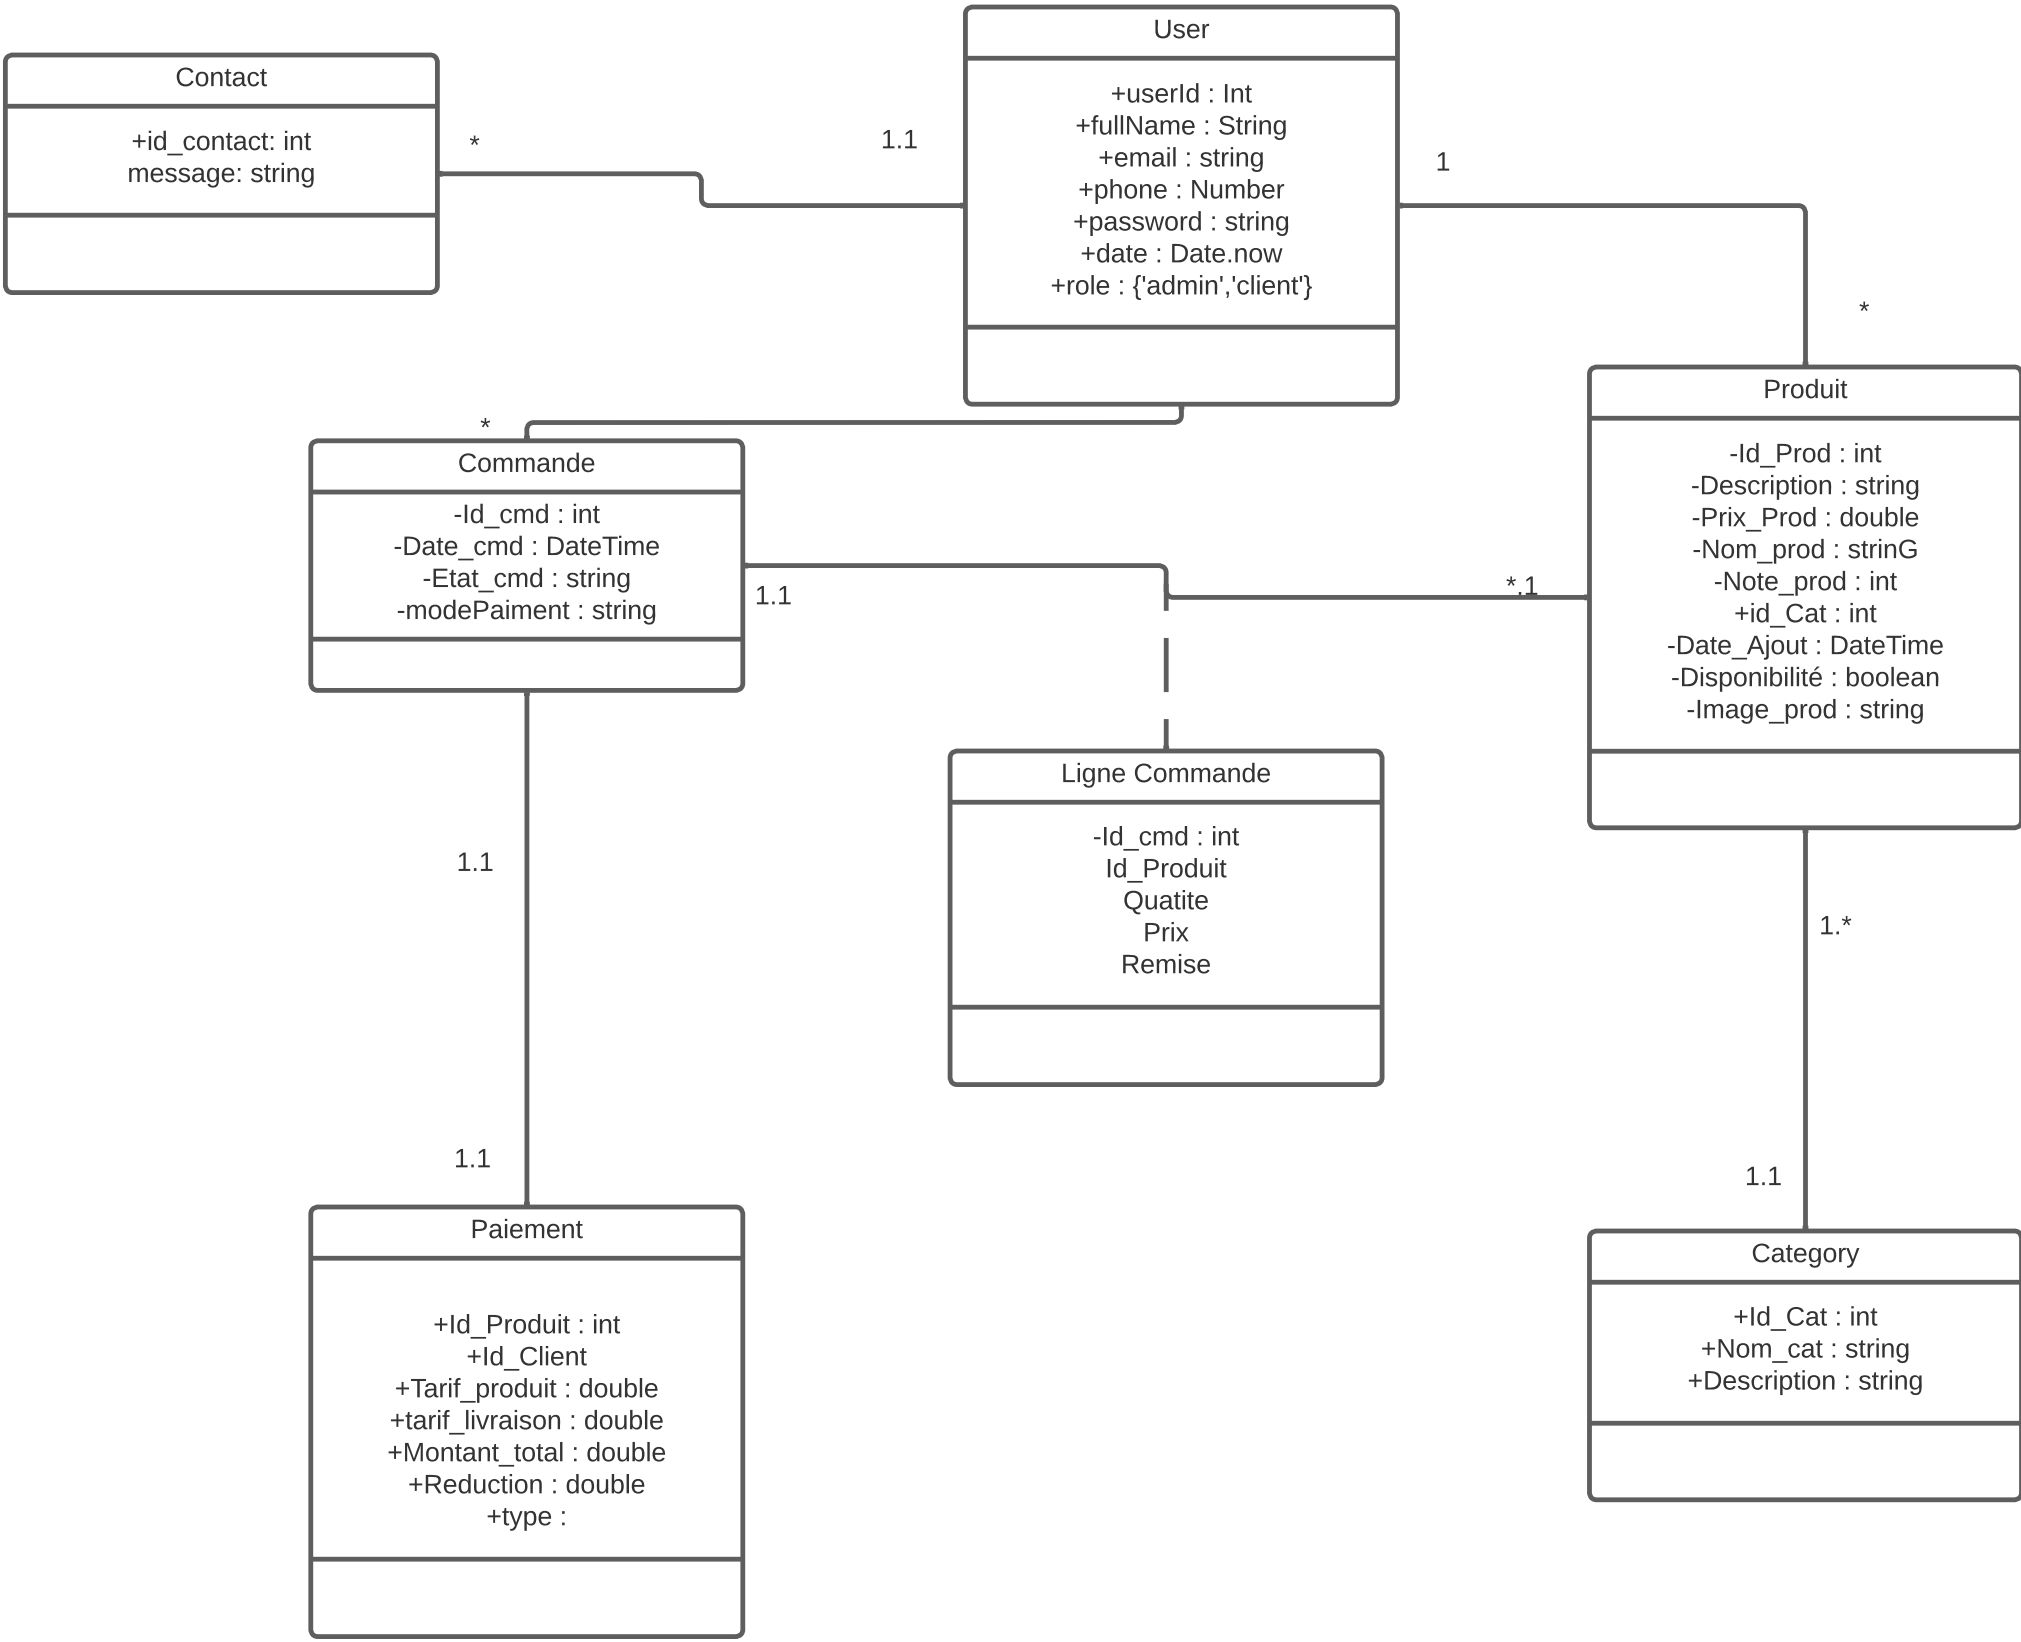 User
+userId : Int
+fullName : String
+email : string
+phone : Number
+password : string
+date : Date.now
+role : {'admin','client'}
Contact
+id_contact: int
message: string
*
1.1
1
*
Produit
-Id_Prod : int
-Description : string
-Prix_Prod : double
-Nom_prod : strinG
-Note_prod : int
+id_Cat : int
-Date_Ajout : DateTime
-Disponibilité : boolean
-Image_prod : string
*
Commande
-Id_cmd : int
-Date_cmd : DateTime
-Etat_cmd : string
-modePaiment : string
1.1
*.1
Ligne Commande
-Id_cmd : int
Id_Produit
Quatite
Prix
Remise
1.1
1.*
1.1
1.1
Paiement
+Id_Produit : int
+Id_Client
+Tarif_produit : double
+tarif_livraison : double
+Montant_total : double
+Reduction : double
+type :
Category
+Id_Cat : int
+Nom_cat : string
+Description : string